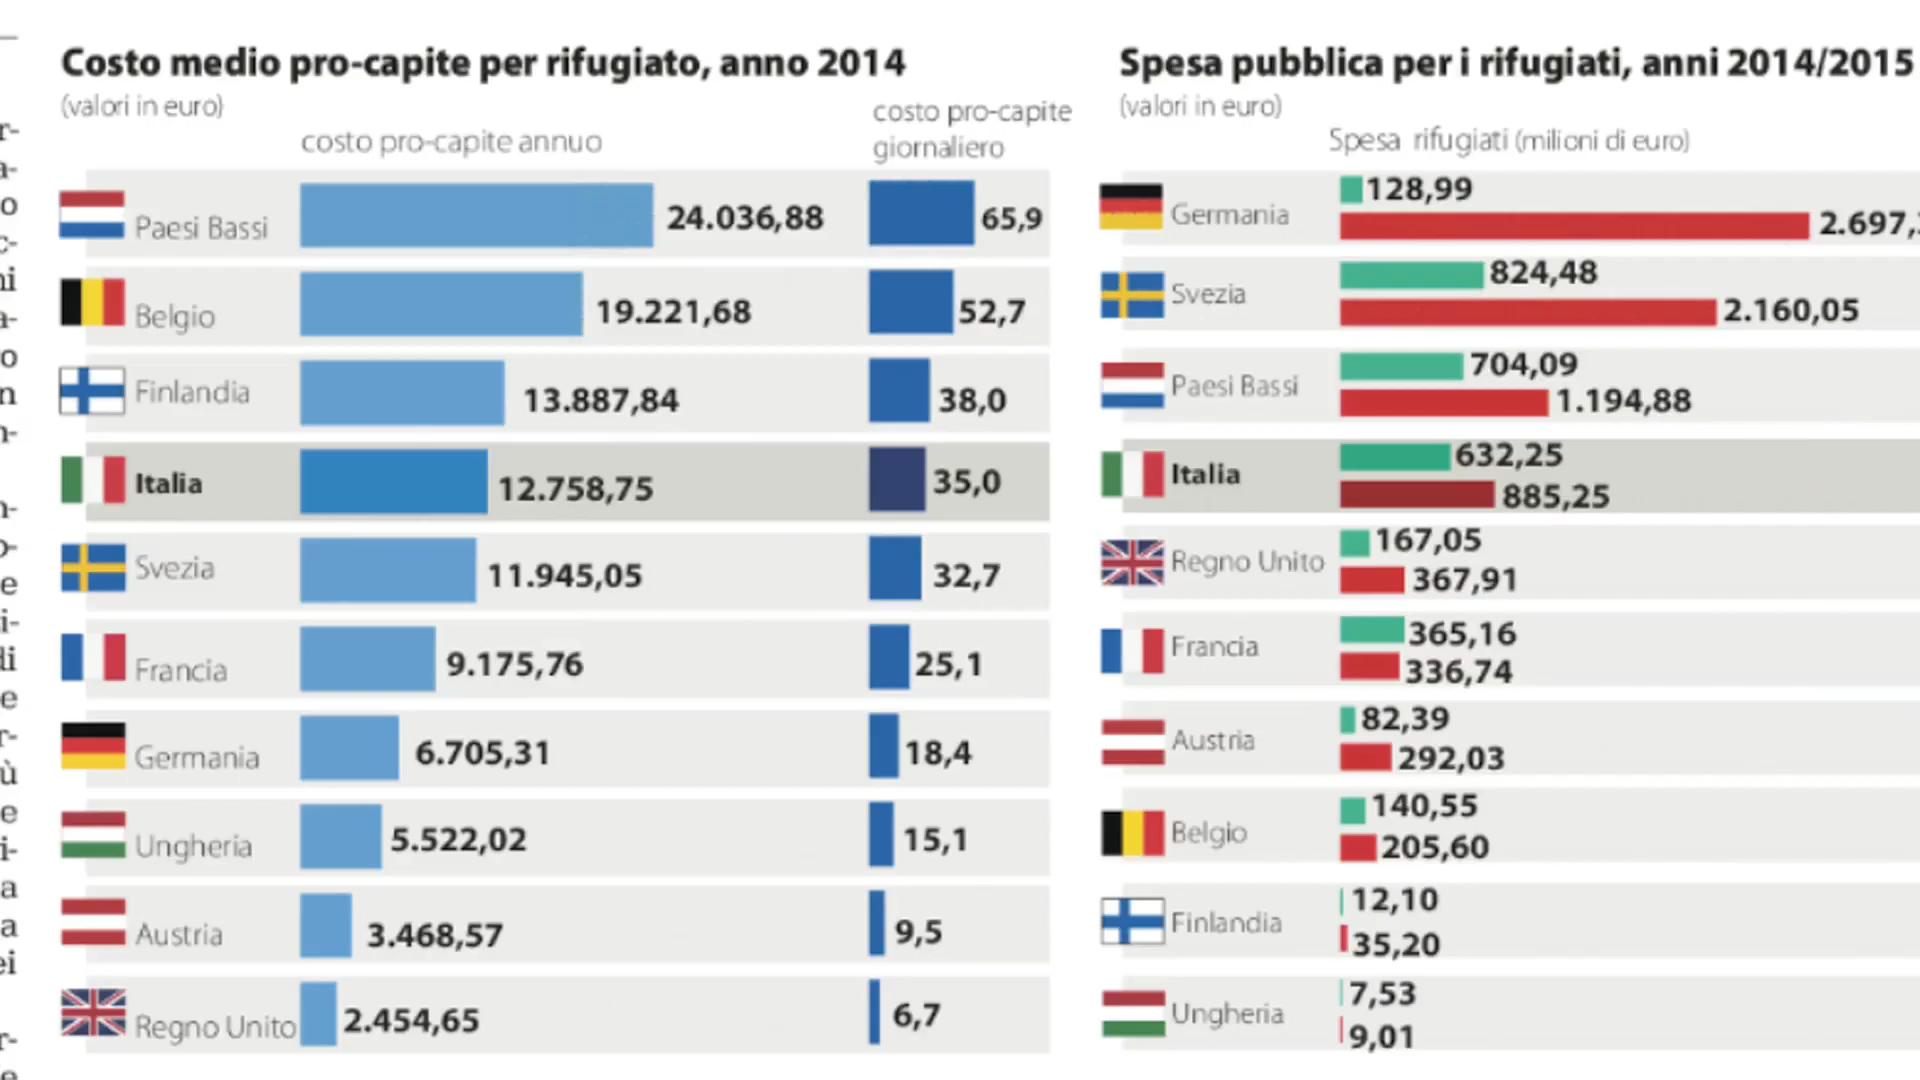 Costo medio pro-capite per rifugiato, anno 2014
(valori in euro)
costo pro-capite annuo
costo pro-capite
giornaliero
Paesi Bassi 24.036,88 65,9
Belgio 19.221,68 52,7
Finlandia 13.887,84 38,0
Italia 12.758,75 35,0
Svezia 11.945,05 32,7
Francia 9.175,76 25,1
Germania 6.705,31 18,4
Ungheria 5.522,02 15,1
Austria 3.468,57 9,5
Regno Unito 2.454,65 6,7
Spesa pubblica per i rifugiati, anni 2014/2015
(valori in euro)
Spesa rifugiati (milioni di euro)
Germania
128,99
2.697,
Svezia
824,48
2.160,05
Paesi Bassi
704,09
1.194,88
Italia
632,25
885,25
Regno Unito
167,05
367,91
Francia
365,16
336,74
Austria
82,39
292,03
Belgio
140,55
205,60
Finlandia
12,10
35,20
Ungheria
7,53
9,01